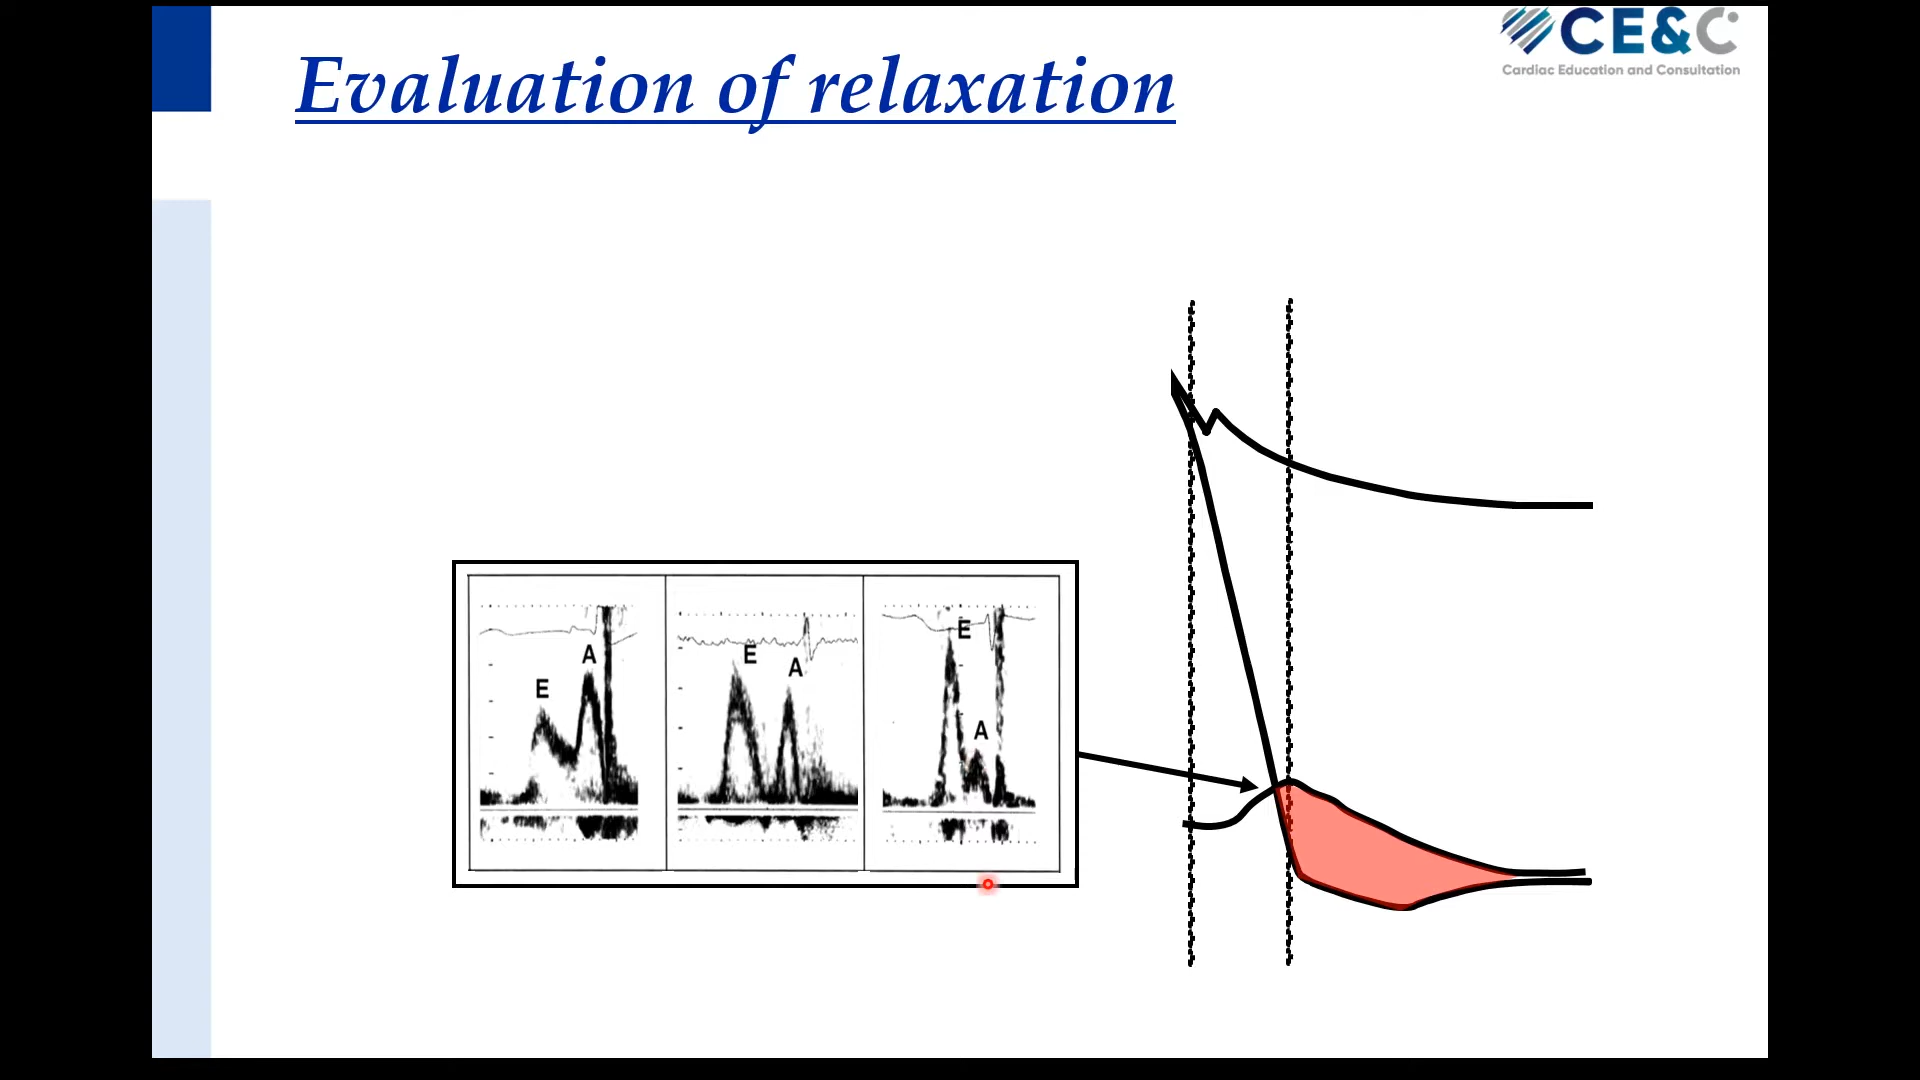 Evaluation of relaxation
CE&C
Cardiac Education and Consultation
E
A
E
A
E
A